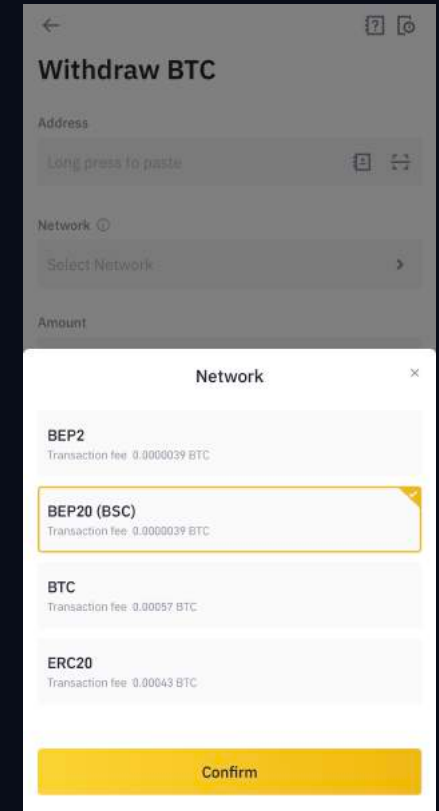 Withdraw BTC
Address
Long press to paste
Network
Select Network
Amount
Network
BEP2
Transaction fee 0.0000039 BTC
BEP20 (BSC)
Transaction fee 0.0000039 BTC
BTC
Transaction fee 0.00057 BTC
ERC20
Transaction fee 0.00043 BTC
Confirm